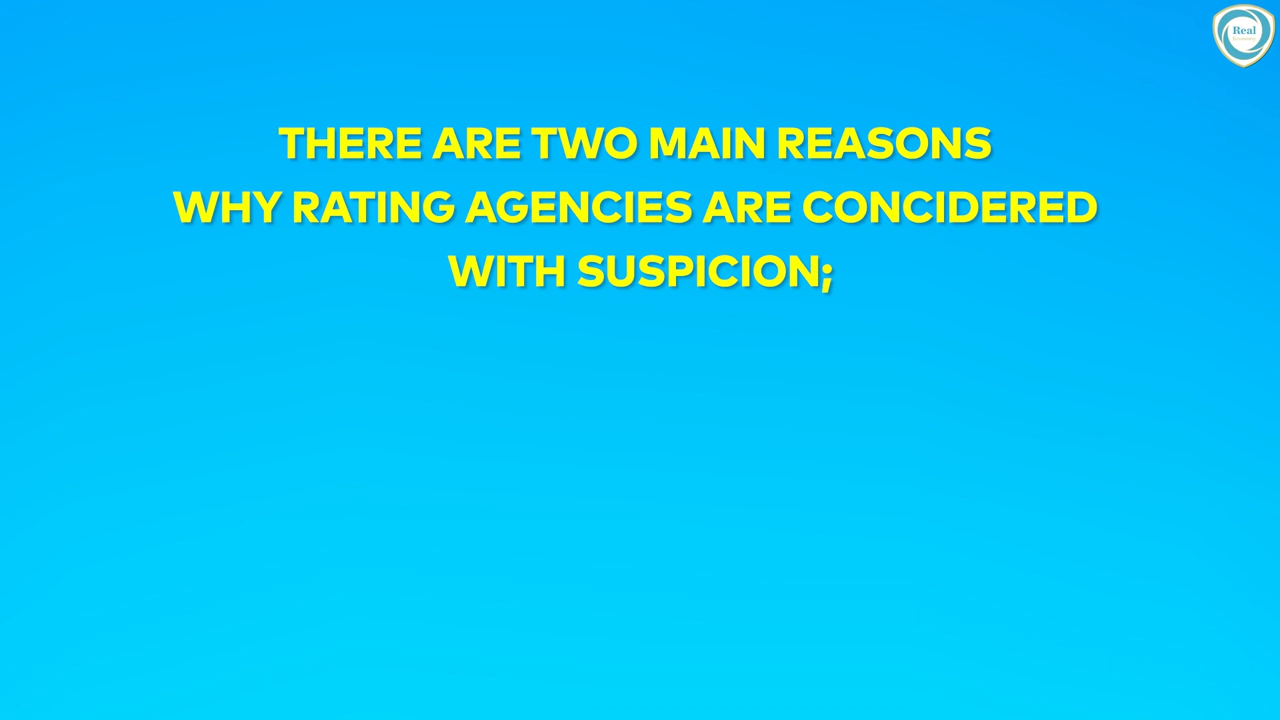 THERE ARE TWO MAIN REASONS
WHY RATING AGENCIES ARE CONCIDERED
WITH SUSPICION;
Real